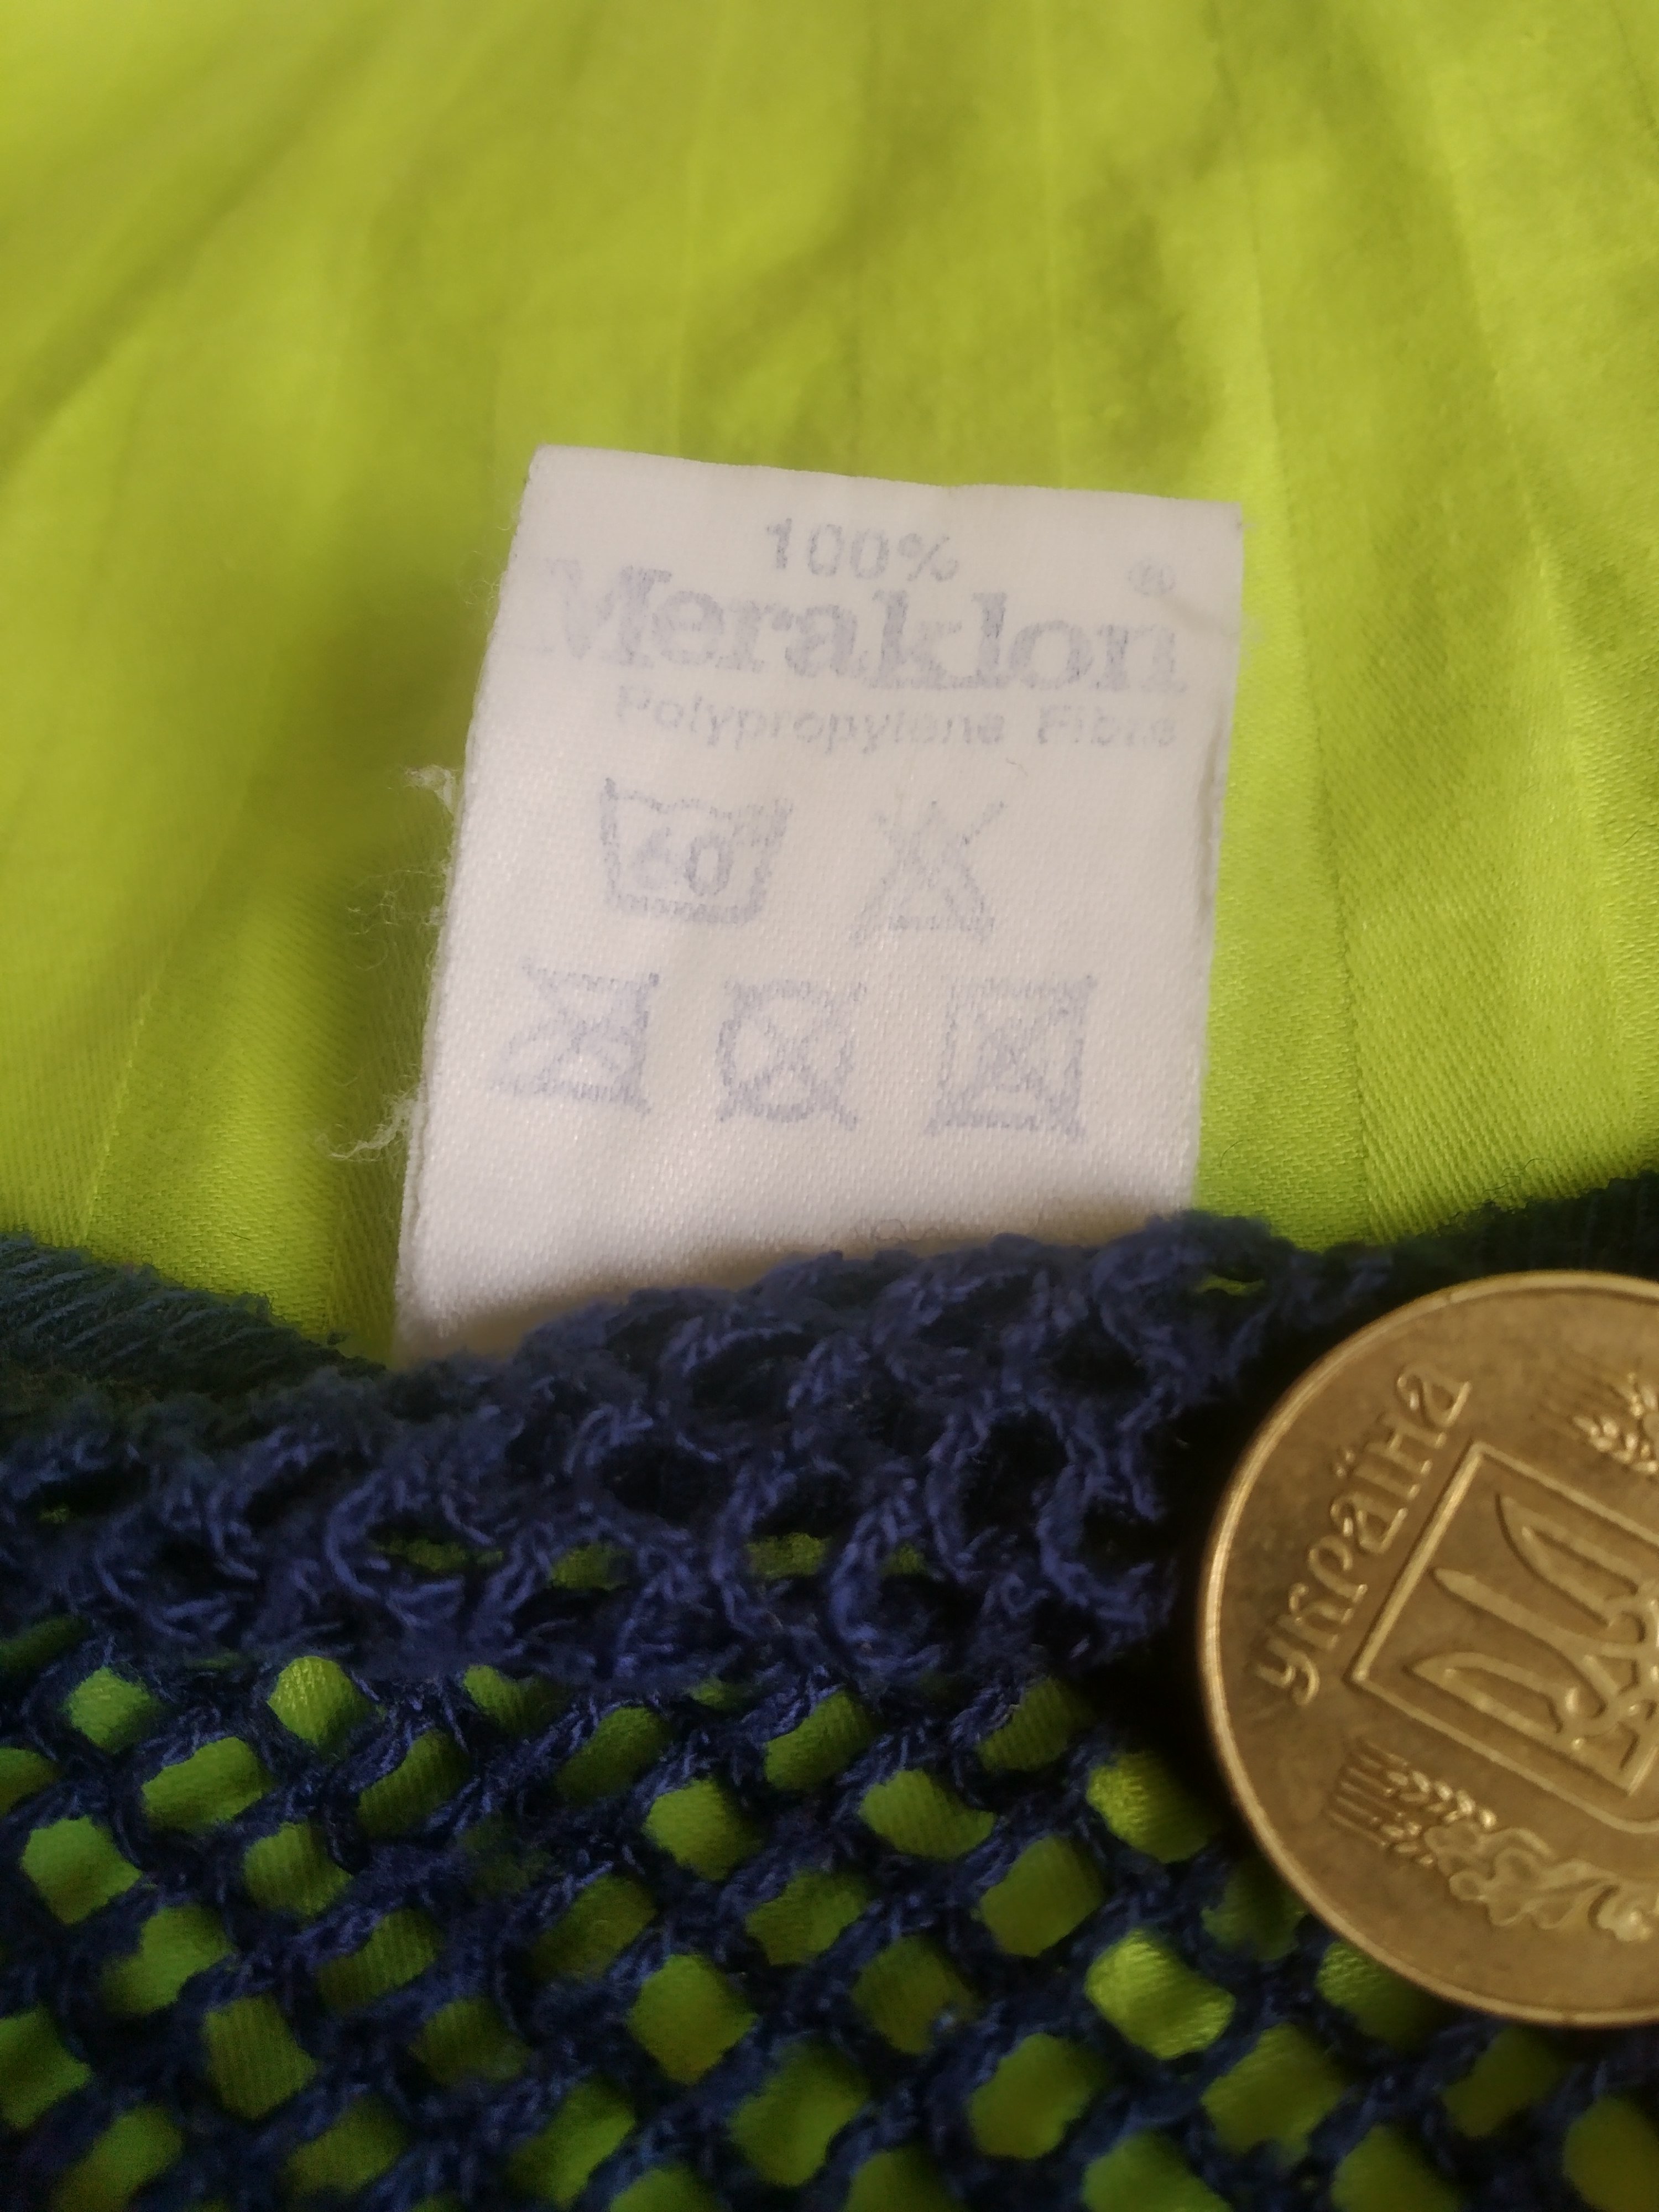 100%
Meraklon®
Polypropylene Fibre
60
Україна